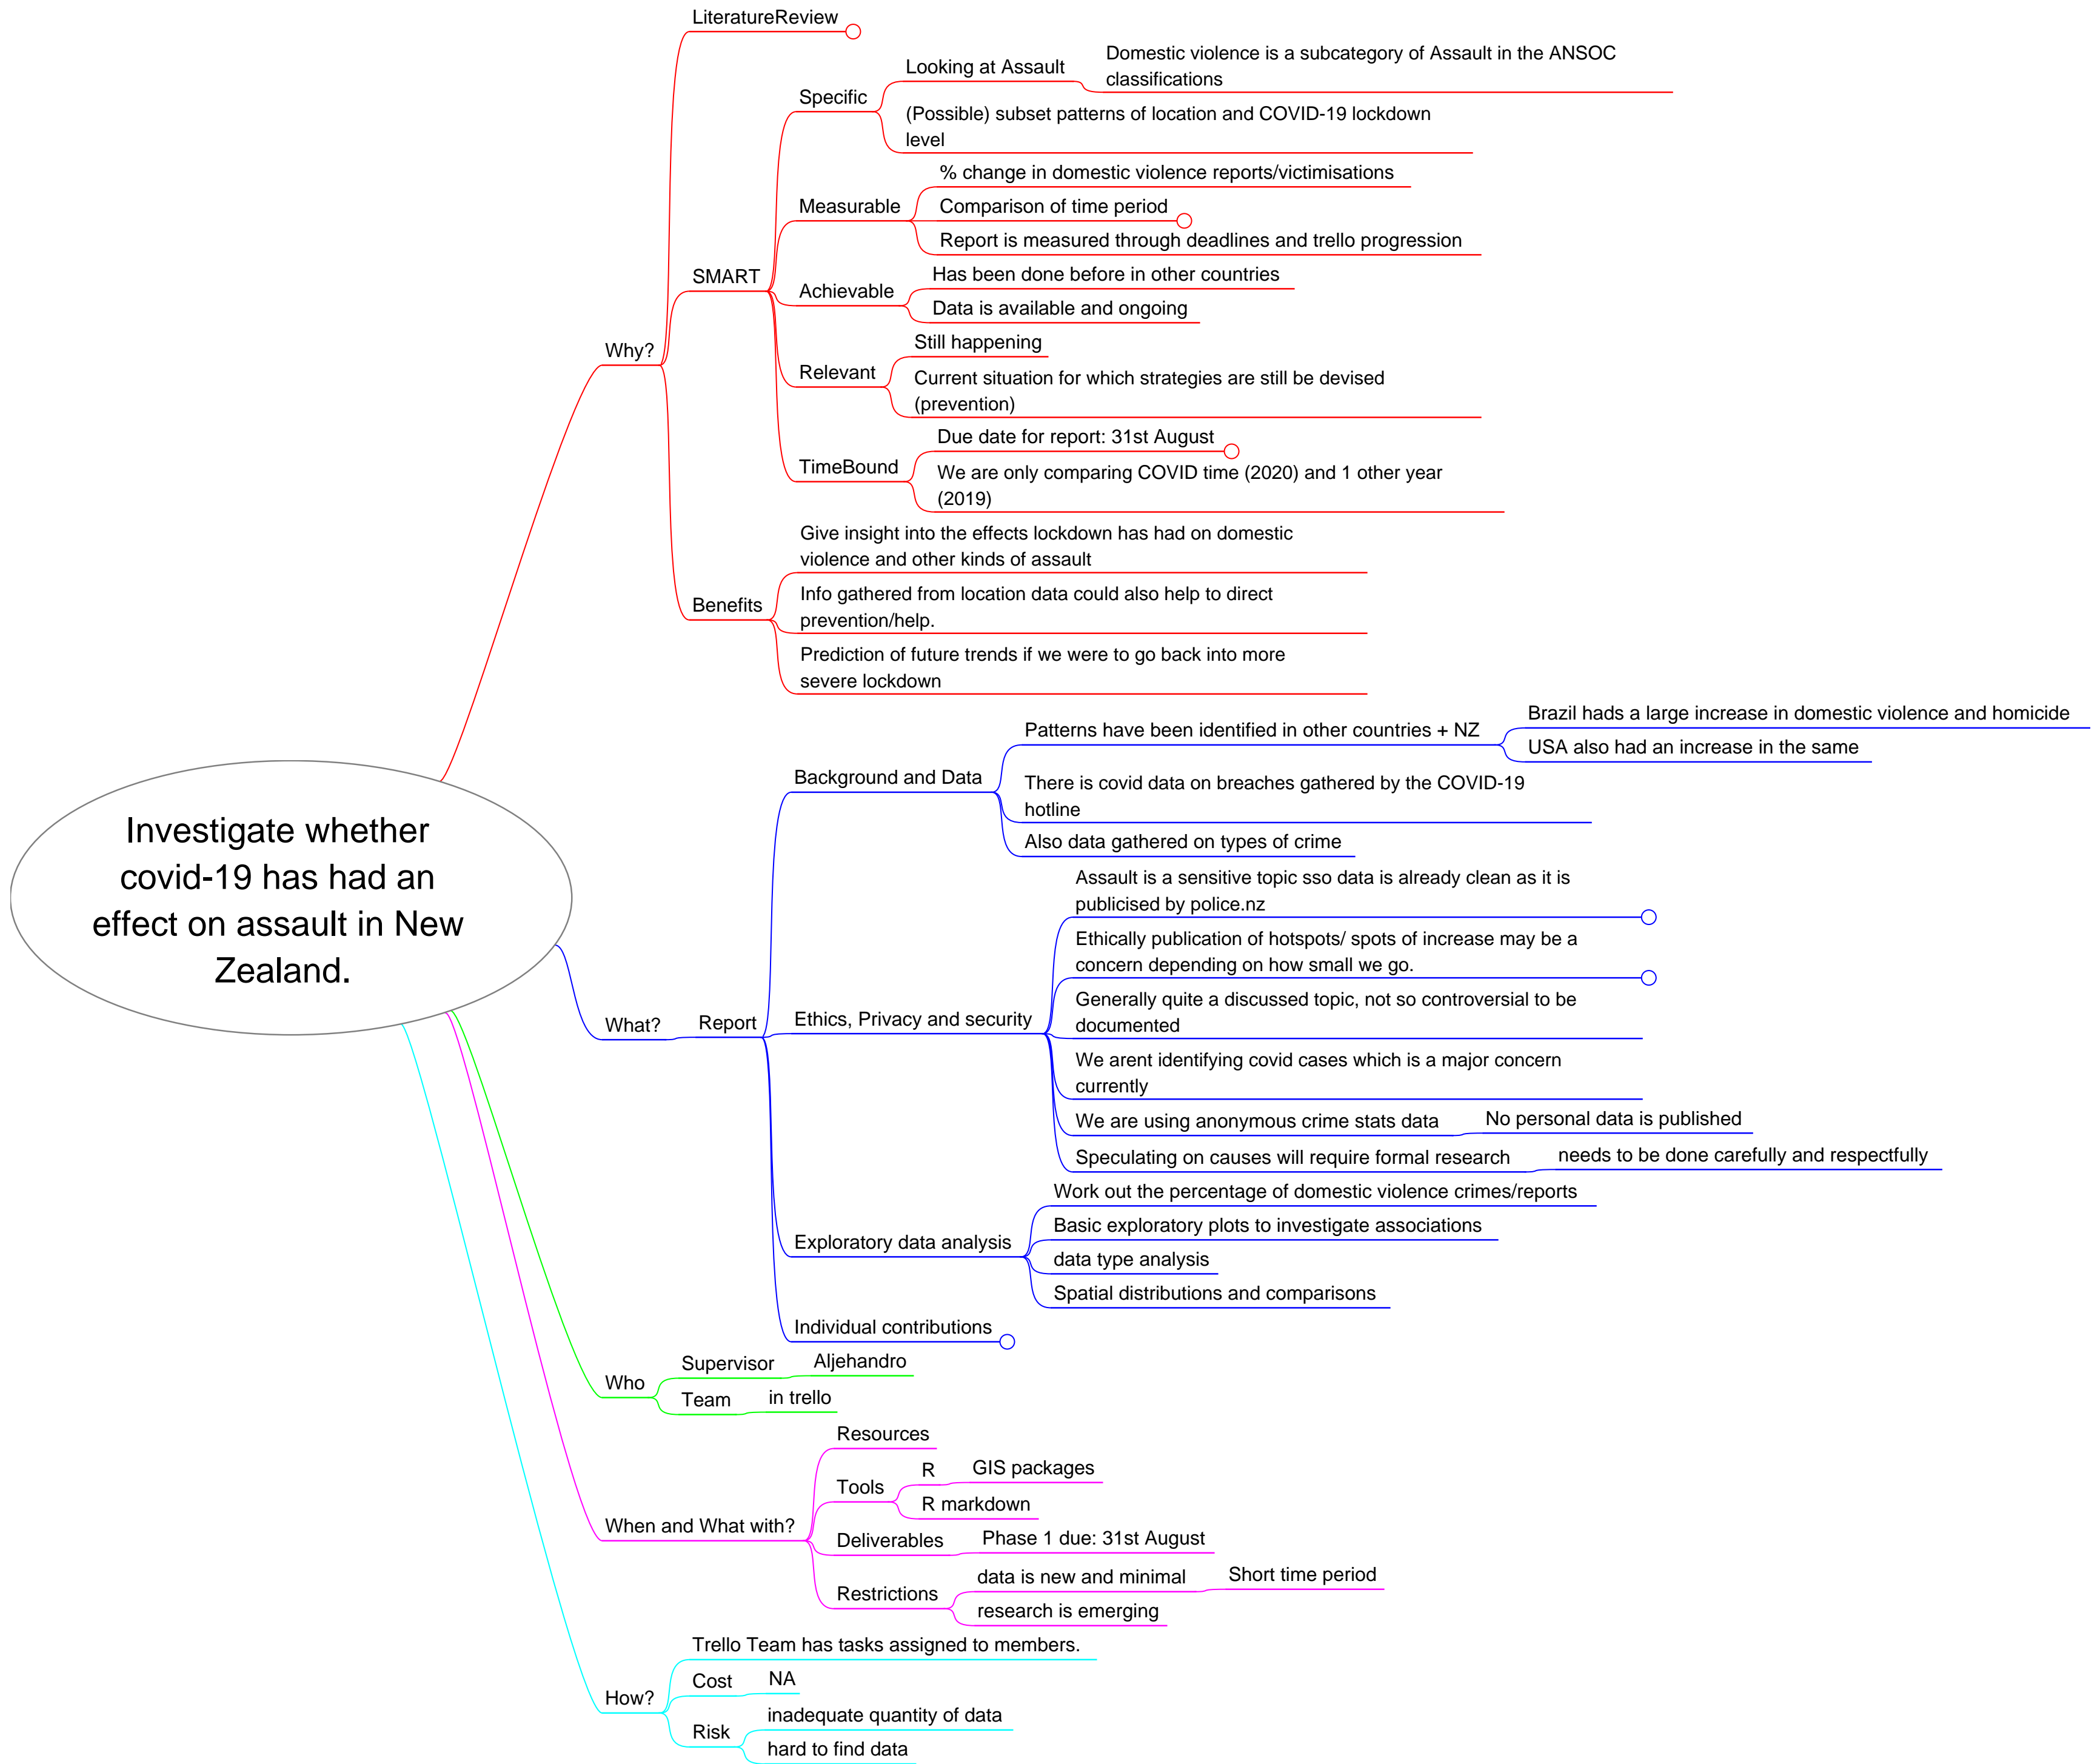 LiteratureReview
Domestic violence is a subcategory of Assault in the ANSOC
classifications
Looking at Assault
Specific
(Possible) subset patterns of location and COVID-19 lockdown
level
% change in domestic violence reports/victimisations
Measurable
Comparison of time period
Report is measured through deadlines and trello progression
SMART
Has been done before in other countries
Achievable
Data is available and ongoing
Why?
Still happening
Relevant
Current situation for which strategies are still be devised
(prevention)
Due date for report: 31st August
TimeBound
We are only comparing COVID time (2020) and 1 other year
(2019)
Give insight into the effects lockdown has had on domestic
violence and other kinds of assault
Benefits
Info gathered from location data could also help to direct
prevention/help.
Prediction of future trends if we were to go back into more
severe lockdown
Investigate whether
covid-19 has had an
effect on assault in New
Zealand.
What?
Report
Background and Data
Patterns have been identified in other countries + NZ
Brazil hads a large increase in domestic violence and homicide
USA also had an increase in the same
There is covid data on breaches gathered by the COVID-19
hotline
Also data gathered on types of crime
Ethics, Privacy and security
Assault is a sensitive topic sso data is already clean as it is
publicised by police.nz
Ethically publication of hotspots/ spots of increase may be a
concern depending on how small we go.
Generally quite a discussed topic, not so controversial to be
documented
We arent identifying covid cases which is a major concern
currently
We are using anonymous crime stats data
No personal data is published
Speculating on causes will require formal research
needs to be done carefully and respectfully
Exploratory data analysis
Work out the percentage of domestic violence crimes/reports
Basic exploratory plots to investigate associations
data type analysis
Spatial distributions and comparisons
Individual contributions
Who
Supervisor
Aljehandro
Team
in trello
When and What with?
Resources
Tools
R
GIS packages
R markdown
Deliverables
Phase 1 due: 31st August
Restrictions
data is new and minimal
Short time period
research is emerging
How?
Trello Team has tasks assigned to members.
Cost
NA
Risk
inadequate quantity of data
hard to find data